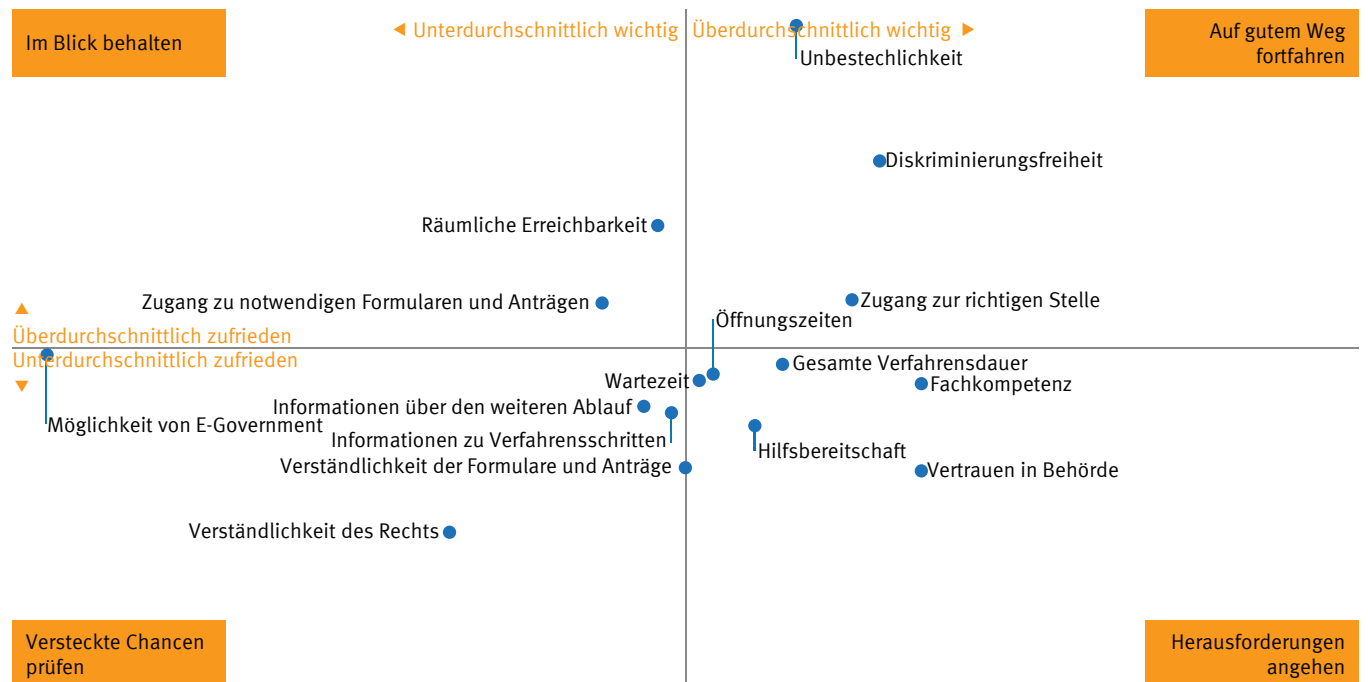 Im Blick behalten
◀ Unterdurchschnittlich wichtig
Überdurchschnittlich wichtig ▶
Auf gutem Weg
fortfahren
Unbestechlichkeit
Diskriminierungsfreiheit
Räumliche Erreichbarkeit
Zugang zu notwendigen Formularen und Anträgen
Zugang zur richtigen Stelle
Öffnungszeiten
▲
Überdurchschnittlich zufrieden
Unterdurchschnittlich zufrieden
▼
Gesamte Verfahrensdauer
Wartezeit
Fachkompetenz
Informationen über den weiteren Ablauf
Möglichkeit von E-Government
Informationen zu Verfahrensschritten
Hilfsbereitschaft
Verständlichkeit der Formulare und Anträge
Vertrauen in Behörde
Verständlichkeit des Rechts
Versteckte Chancen
prüfen
Herausforderungen
angehen